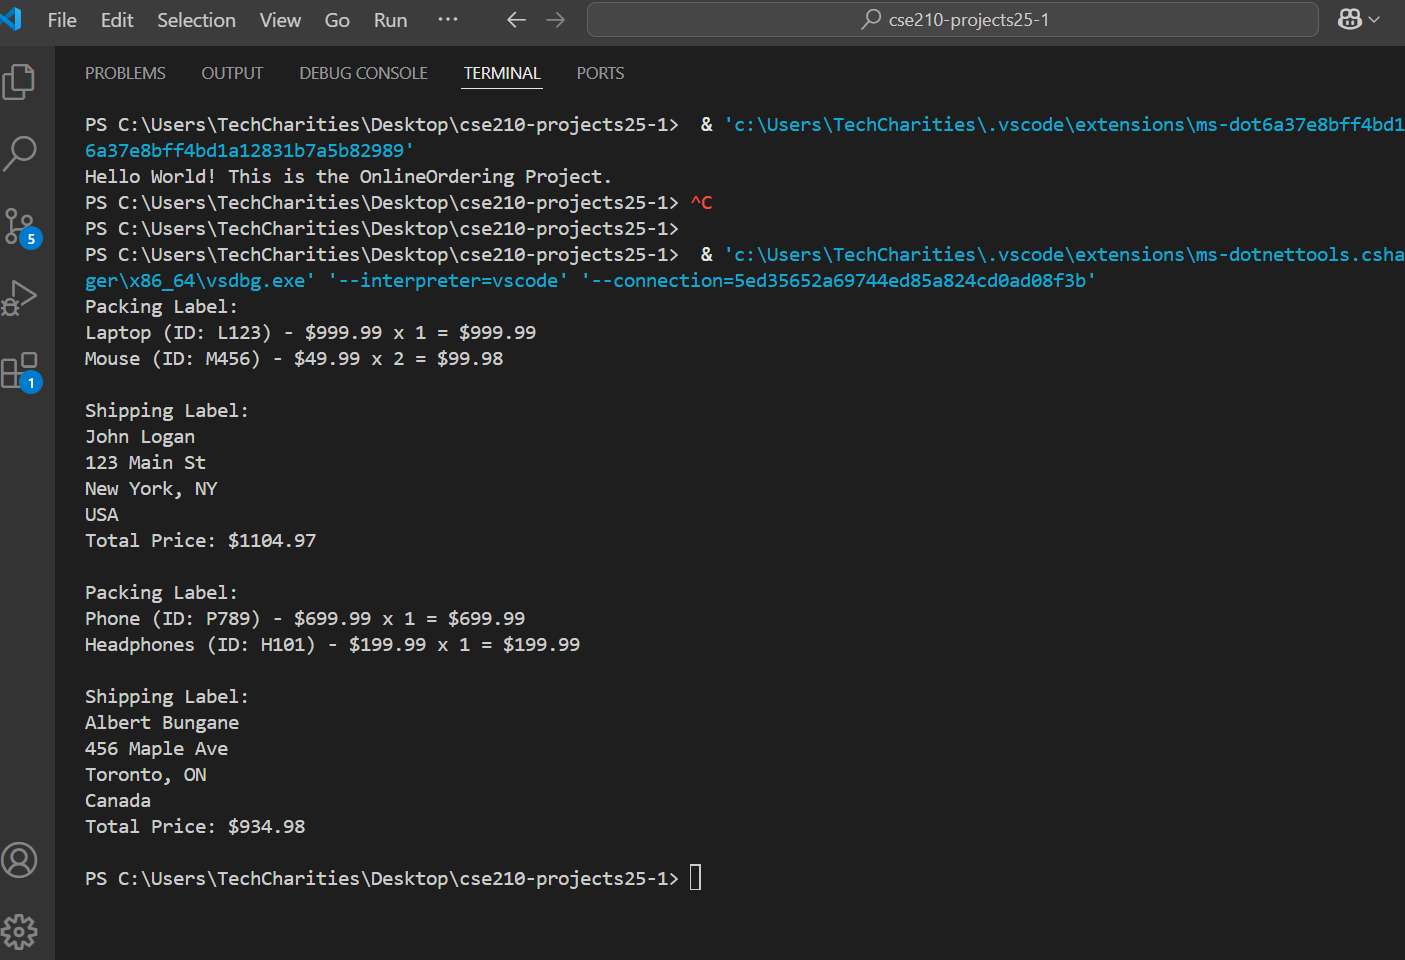 File Edit Selection View Go Run ··· ← → cse210-projects25-1
PROBLEMS OUTPUT DEBUG CONSOLE TERMINAL PORTS
PS C:\Users\TechCharities\Desktop\cse210-projects25-1>  & 'c:\Users\TechCharities\.vscode\extensions\ms-dot6a37e8bff4bd1
6a37e8bff4bd1a12831b7a5b82989'
Hello World! This is the OnlineOrdering Project.
PS C:\Users\TechCharities\Desktop\cse210-projects25-1> ^C
PS C:\Users\TechCharities\Desktop\cse210-projects25-1>
PS C:\Users\TechCharities\Desktop\cse210-projects25-1>  & 'c:\Users\TechCharities\.vscode\extensions\ms-dotnettools.csha
ger\x86_64\vsdbg.exe' '--interpreter=vscode' '--connection=5ed35652a69744ed85a824cd0ad08f3b'
Packing Label:
Laptop (ID: L123) - $999.99 x 1 = $999.99
Mouse (ID: M456) - $49.99 x 2 = $99.98
Shipping Label:
John Logan
123 Main St
New York, NY
USA
Total Price: $1104.97
Packing Label:
Phone (ID: P789) - $699.99 x 1 = $699.99
Headphones (ID: H101) - $199.99 x 1 = $199.99
Shipping Label:
Albert Bungane
456 Maple Ave
Toronto, ON
Canada
Total Price: $934.98
PS C:\Users\TechCharities\Desktop\cse210-projects25-1>
5
1